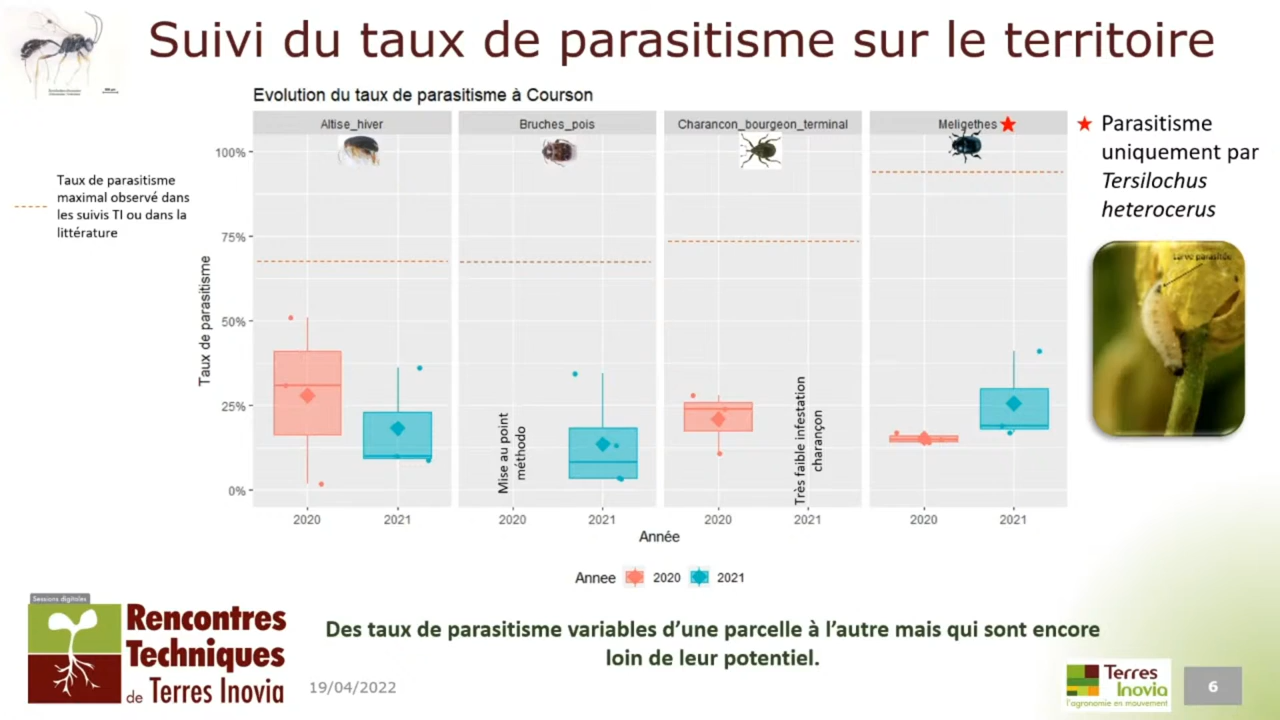 Suivi du taux de parasitisme sur le territoire
Evolution du taux de parasitisme à Courson
Altise_hiver
Bruches_pois
Charancon_bourgeon_terminal
Meligethes
Parasitisme
uniquement par
Tersilochus
heterocerus
Larve parasitée
Taux de parasitisme
maximal observé dans
les suivis TI ou dans la
littérature
Taux de parasitisme
100%
75%
50%
25%
0%
Mise au point
méthodo
Très faible infestation
charançon
2020
2021
2020
2021
2020
2021
2020
2021
Année
Annee
2020
2021
Sessions digitales
Rencontres
Techniques
de Terres Inovia
Des taux de parasitisme variables d’une parcelle à l’autre mais qui sont encore
loin de leur potentiel.
19/04/2022
Terres
Inovia
l'agronomie en mouvement
6